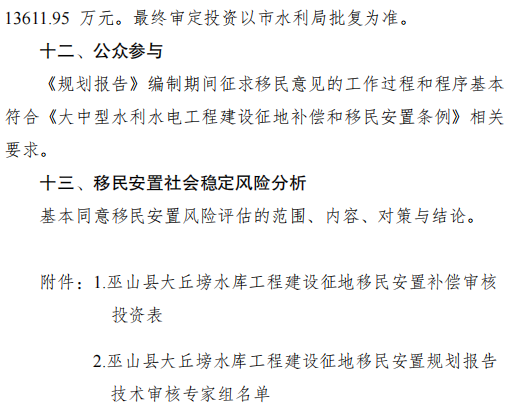 13611.95 万元。最终审定投资以市水利局批复为准。
十二、公众参与
《规划报告》编制期间征求移民意见的工作过程和程序基本
符合《大中型水利水电工程建设征地补偿和移民安置条例》相关
要求。
十三、移民安置社会稳定风险分析
基本同意移民安置风险评估的范围、内容、对策与结论。
附件：1.巫山县大丘塝水库工程建设征地移民安置补偿审核
投资表
2.巫山县大丘塝水库工程建设征地移民安置规划报告
技术审核专家组名单